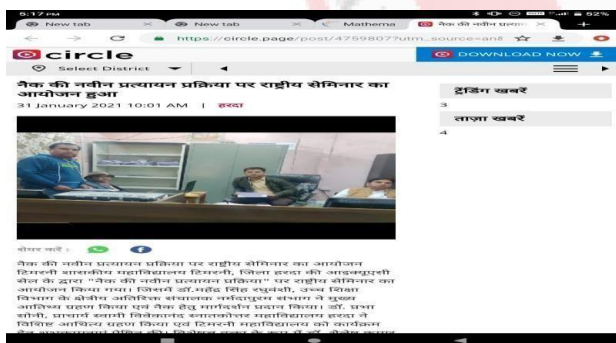 5:17 PM
52%
New tab
New tab
Mathema
नैक की नवीन प्रत्याय
https://circle.page/post/4759807?utm_source=an
circle
DOWNLOAD NOW
Select District
नैक की नवीन प्रत्यायन प्रक्रिया पर राष्ट्रीय सेमिनार का
आयोजन हुआ
31 January 2021 10:01 AM | हरदा
ट्रेंडिंग खबरें
3
ताज़ा खबरें
4
शेयर करें :
नैक की नवीन प्रत्यायन प्रक्रिया पर राष्ट्रीय सेमिनार का आयोजन
टिमरनी शासकीय महाविद्यालय टिमरनी, जिला हरदा की आइक्यूएसी
सेल के द्वारा "नैक की नवीन प्रत्यायन प्रक्रिया" पर राष्ट्रीय सेमिनार का
आयोजन किया गया। जिसमें डॉ.महेंद्र सिंह रघुवंशी, उच्च शिक्षा
विभाग के क्षेत्रीय अतिरिक्त संचालक नर्मदापुरम संभाग ने मुख्य
आतिथ्य ग्रहण किया एवं नैक हेतु मार्गदर्शन प्रदान किया। डॉ. प्रभा
सोनी, प्राचार्य स्वामी विवेकानंद स्नातकोत्तर महाविद्यालय हरदा ने
विशिष्ट आतिथ्य ग्रहण किया एवं टिमरनी महाविद्यालय को कार्यक्रम